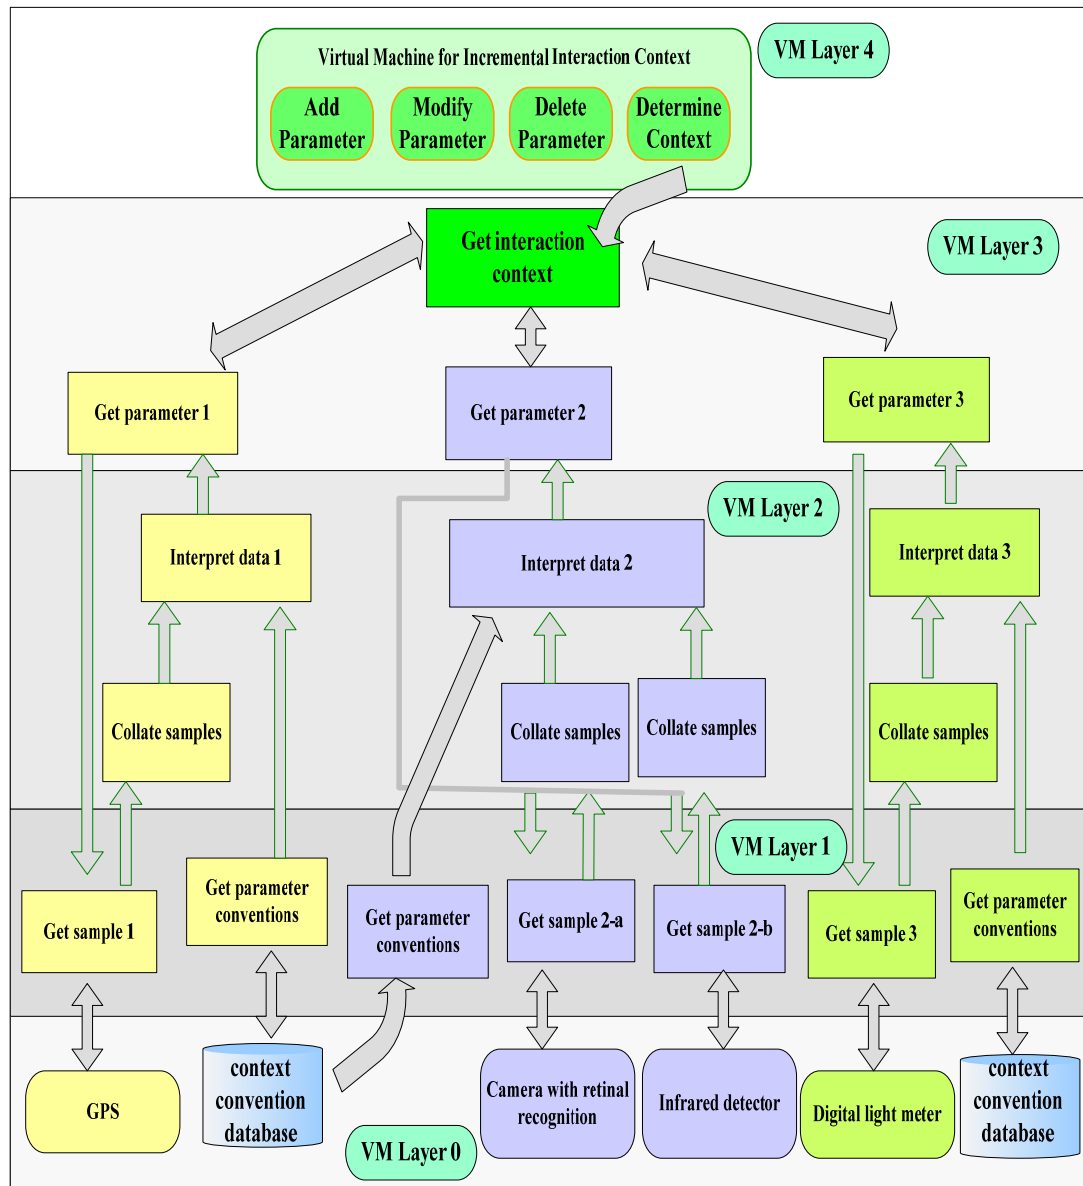 VM Layer 4
Virtual Machine for Incremental Interaction Context
Add
Parameter
Modify
Parameter
Delete
Parameter
Determine
Context
VM Layer 3
Get interaction
context
Get parameter 1
Get parameter 2
Get parameter 3
VM Layer 2
Interpret data 1
Interpret data 2
Interpret data 3
Collate samples
Collate samples
Collate samples
Collate samples
VM Layer 1
Get sample 1
Get parameter
conventions
Get parameter
conventions
Get sample 2-a
Get sample 2-b
Get sample 3
Get parameter
conventions
GPS
context
convention
database
Camera with retinal
recognition
Infrared detector
Digital light meter
context
convention
database
VM Layer 0